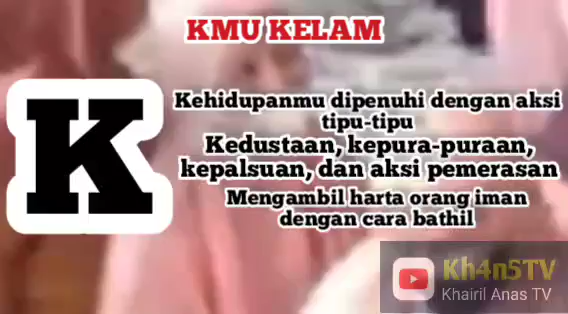 KMU KELAM
K
Kehidupanmu dipenuhi dengan aksi
tipu-tipu
Kedustaan, kepura-puraan,
kepalsuan, dan aksi pemerasan
Mengambil harta orang iman
dengan cara bathil
Kh4n5TV
Khairil Anas TV